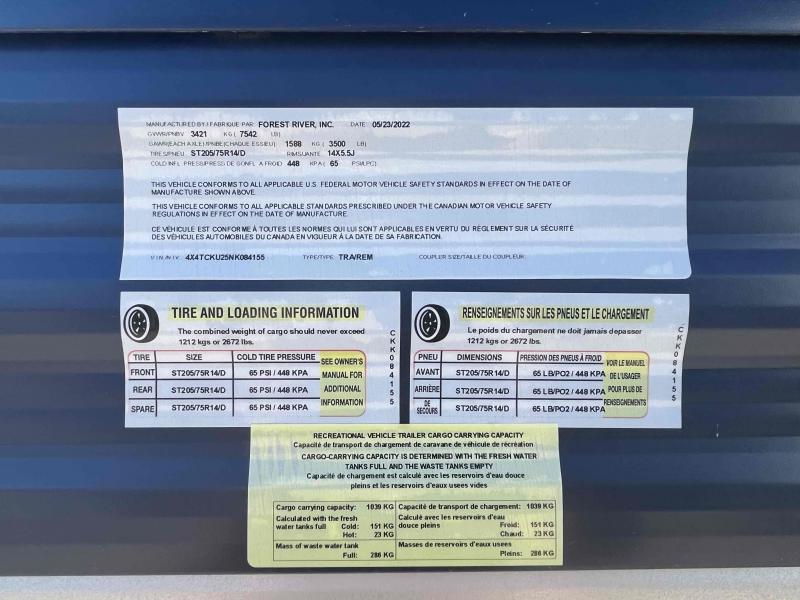 MANUFACTURED BY / FABRIQUE PAR: FOREST RIVER, INC. DATE: 05/23/2022
GVWR/PNBV 3421 KG ( 7542 LB)
GAWR(EACH AXLE)/PNBE(CHAQUE ESSIEU) 1588 KG ( 3500 LB)
TIRES/PNEU ST205/75R14/D RIMS/JANTE 14X5.5J
COLD INFL. PRESS/PRESS DE GONFL A FROID 448 KPA ( 65 PSI/LPC)
THIS VEHICLE CONFORMS TO ALL APPLICABLE U.S. FEDERAL MOTOR VEHICLE SAFETY STANDARDS IN EFFECT ON THE DATE OF
MANUFACTURE SHOWN ABOVE.
THIS VEHICLE CONFORMS TO ALL APPLICABLE STANDARDS PRESCRIBED UNDER THE CANADIAN MOTOR VEHICLE SAFETY
REGULATIONS IN EFFECT ON THE DATE OF MANUFACTURE.
CE VÉHICULE EST CONFORME À TOUTES LES NORMES QUI LUI SONT APPLICABLES EN VERTU DU RÈGLEMENT SUR LA SÉCURITÉ
DES VÉHICULES AUTOMOBILES DU CANADA EN VIGUEUR À LA DATE DE SA FABRICATION.
V.I.N./N.I.V. 4X4TCKU25NK084155 TYPE/TYPE: TRA/REM COUPLER SIZE/TAILLE DU COUPLEUR:
TIRE AND LOADING INFORMATION
The combined weight of cargo should never exceed
1212 kgs or 2672 lbs.
TIRE SIZE COLD TIRE PRESSURE
FRONT ST205/75R14/D 65 PSI / 448 KPA
REAR ST205/75R14/D 65 PSI / 448 KPA
SPARE ST205/75R14/D 65 PSI / 448 KPA
SEE OWNER'S
MANUAL FOR
ADDITIONAL
INFORMATION
CKK084155
RENSEIGNEMENTS SUR LES PNEUS ET LE CHARGEMENT
Le poids du chargement ne doit jamais depasser
1212 kgs or 2672 lbs.
PNEU DIMENSIONS PRESSION DES PNEUS À FROID
AVANT ST205/75R14/D 65 LB/PO2 / 448 KPA
ARRIÈRE ST205/75R14/D 65 LB/PO2 / 448 KPA
DE SECOURS ST205/75R14/D 65 LB/PO2 / 448 KPA
VOIR LE MANUEL
DE L'USAGER
POUR PLUS DE
RENSEIGNEMENTS
CKK084155
RECREATIONAL VEHICLE TRAILER CARGO CARRYING CAPACITY
Capacité de transport de chargement de caravane de véhicule de récréation
CARGO-CARRYING CAPACITY IS DETERMINED WITH THE FRESH WATER
TANKS FULL AND THE WASTE TANKS EMPTY
Capacité de chargement est calculé avec les reservoirs d'eau douce
pleins et les reservoirs d'eaux usees vides
Cargo carrying capacity: 1039 KG Capacité de transport de chargement: 1039 KG
Calculated with the fresh Calculé avec les reservoirs d'eau
water tanks full Cold: 151 KG douce pleins Froid: 151 KG
Hot: 23 KG Chaud: 23 KG
Mass of waste water tank Masses de reservoirs d'eaux usees
Full: 286 KG Pleins: 286 KG